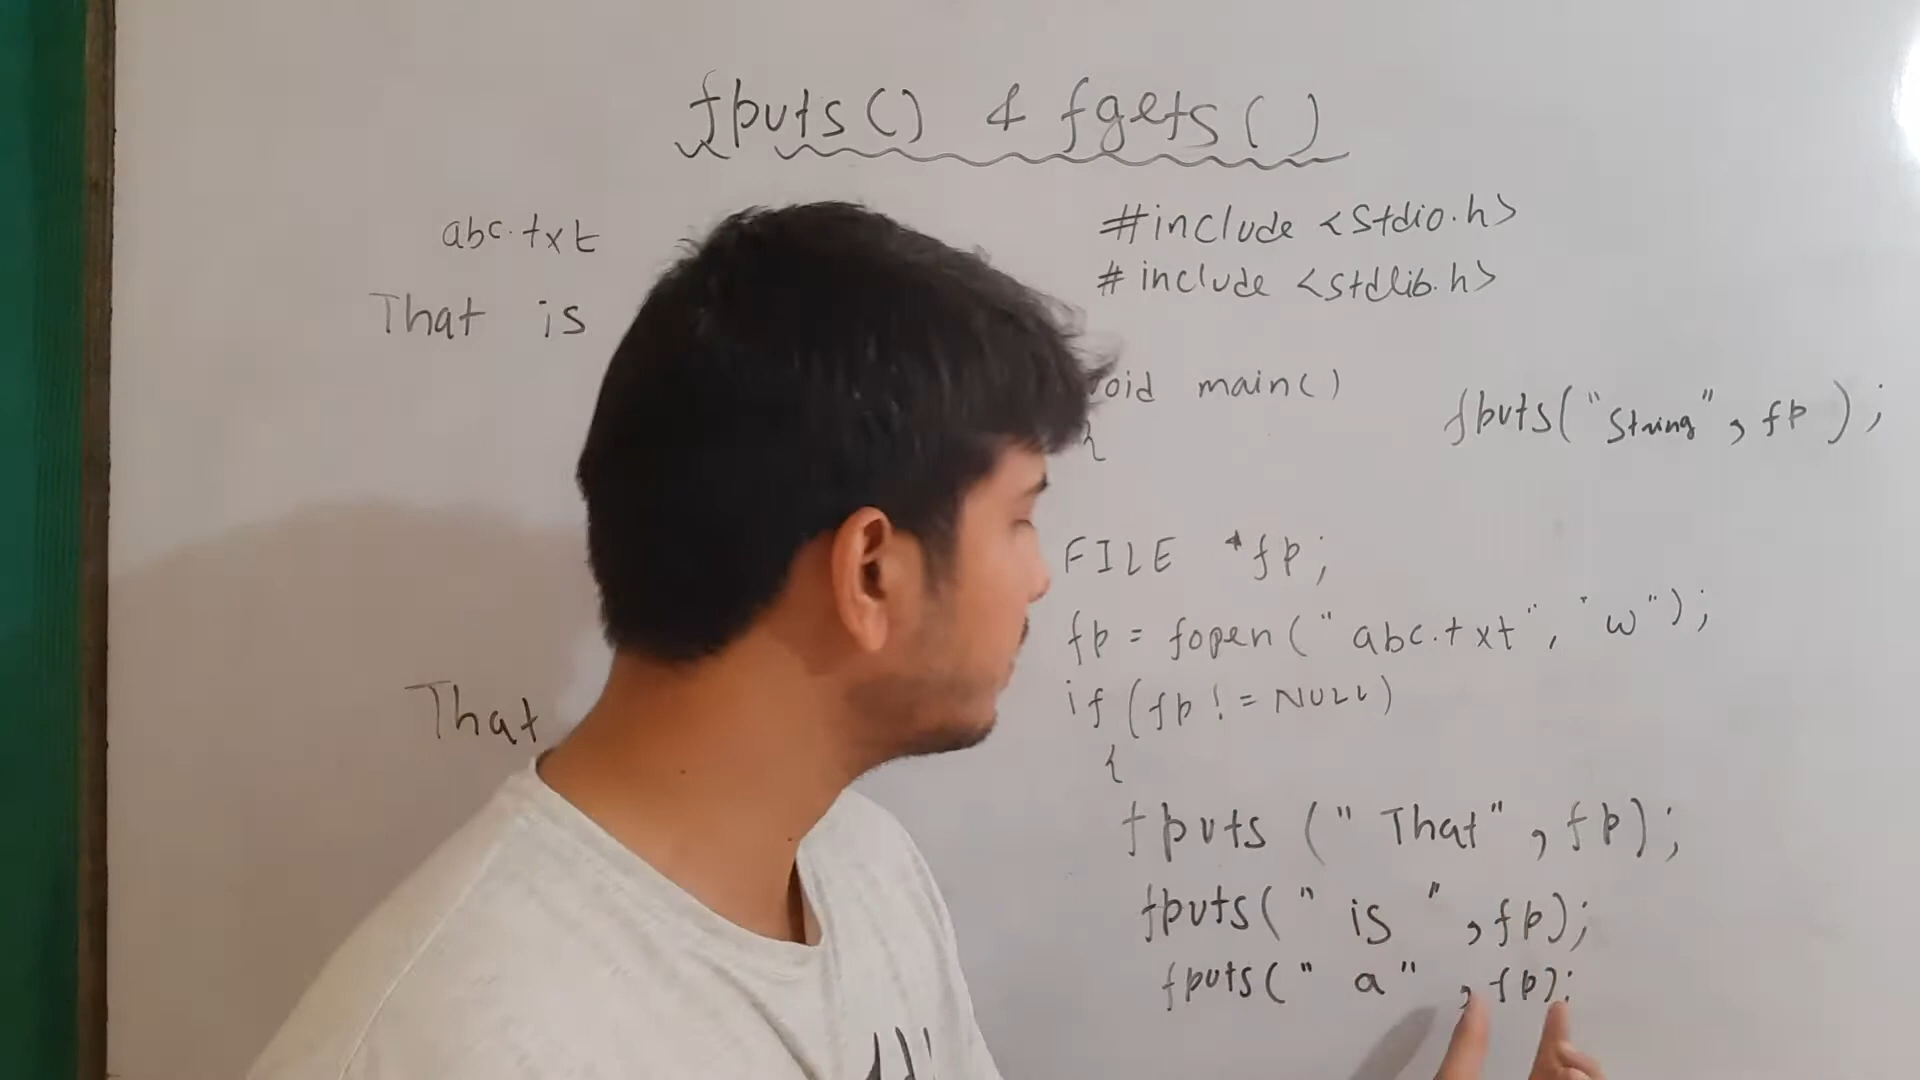 fputs() & fgets()
abc.txt
That is
That
#include <stdio.h>
#include <stdlib.h>
void main()
{
fputs("String", fp);
FILE *fp;
fp = fopen("abc.txt", "w");
if (fp != NULL)
{
fputs ("That", fp);
fputs(" is ", fp);
fputs(" a", fp);